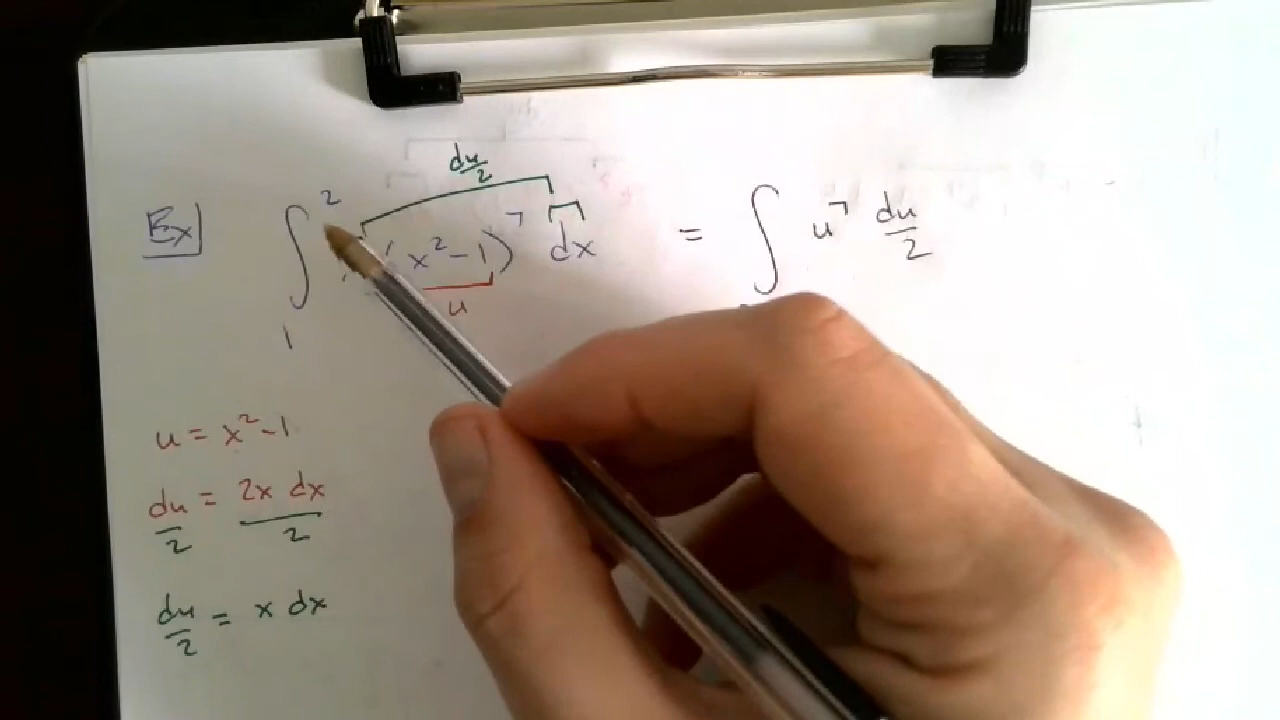 Ex ∫₁² (x² - 1)⁷ dx = ∫ u⁷ du/2
du/2
u
u = x² - 1
du/2 = 2x dx/2
du/2 = x dx